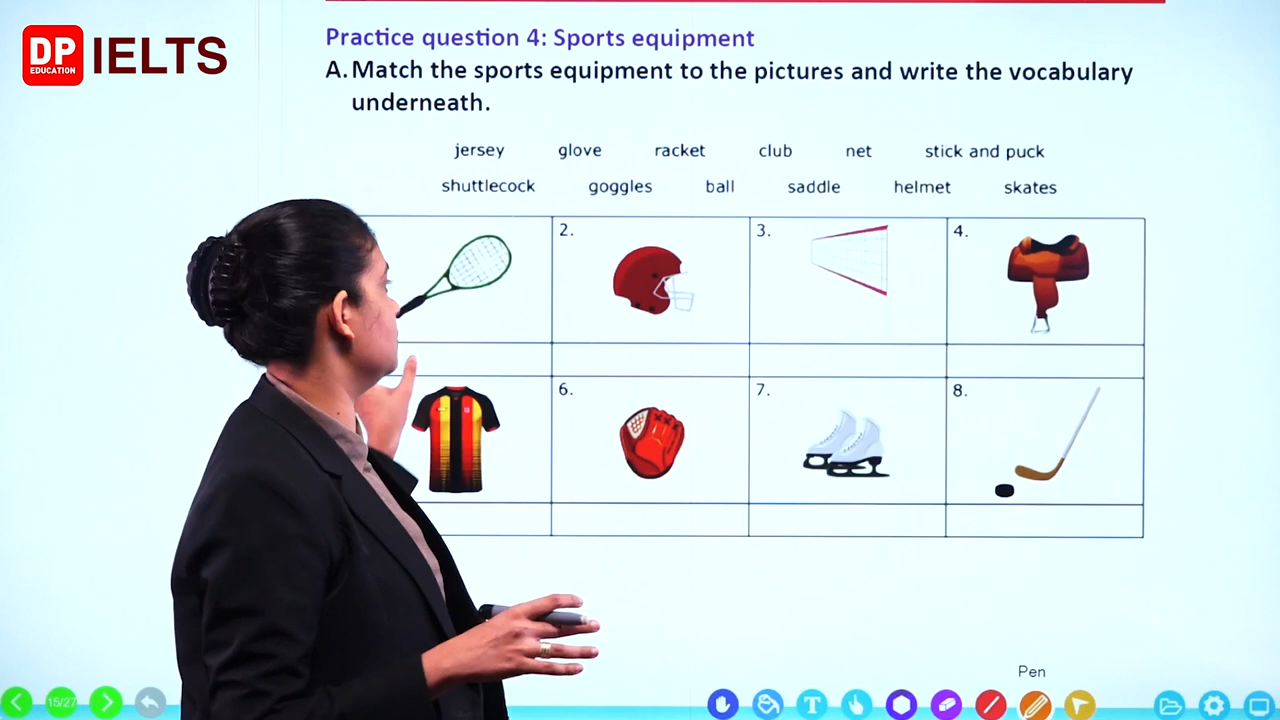 DP
EDUCATION
IELTS
Practice question 4: Sports equipment
A. Match the sports equipment to the pictures and write the vocabulary
underneath.
jersey glove racket club net stick and puck
shuttlecock goggles ball saddle helmet skates
2. 3. 4.
6. 7. 8.
Pen
15/27
T